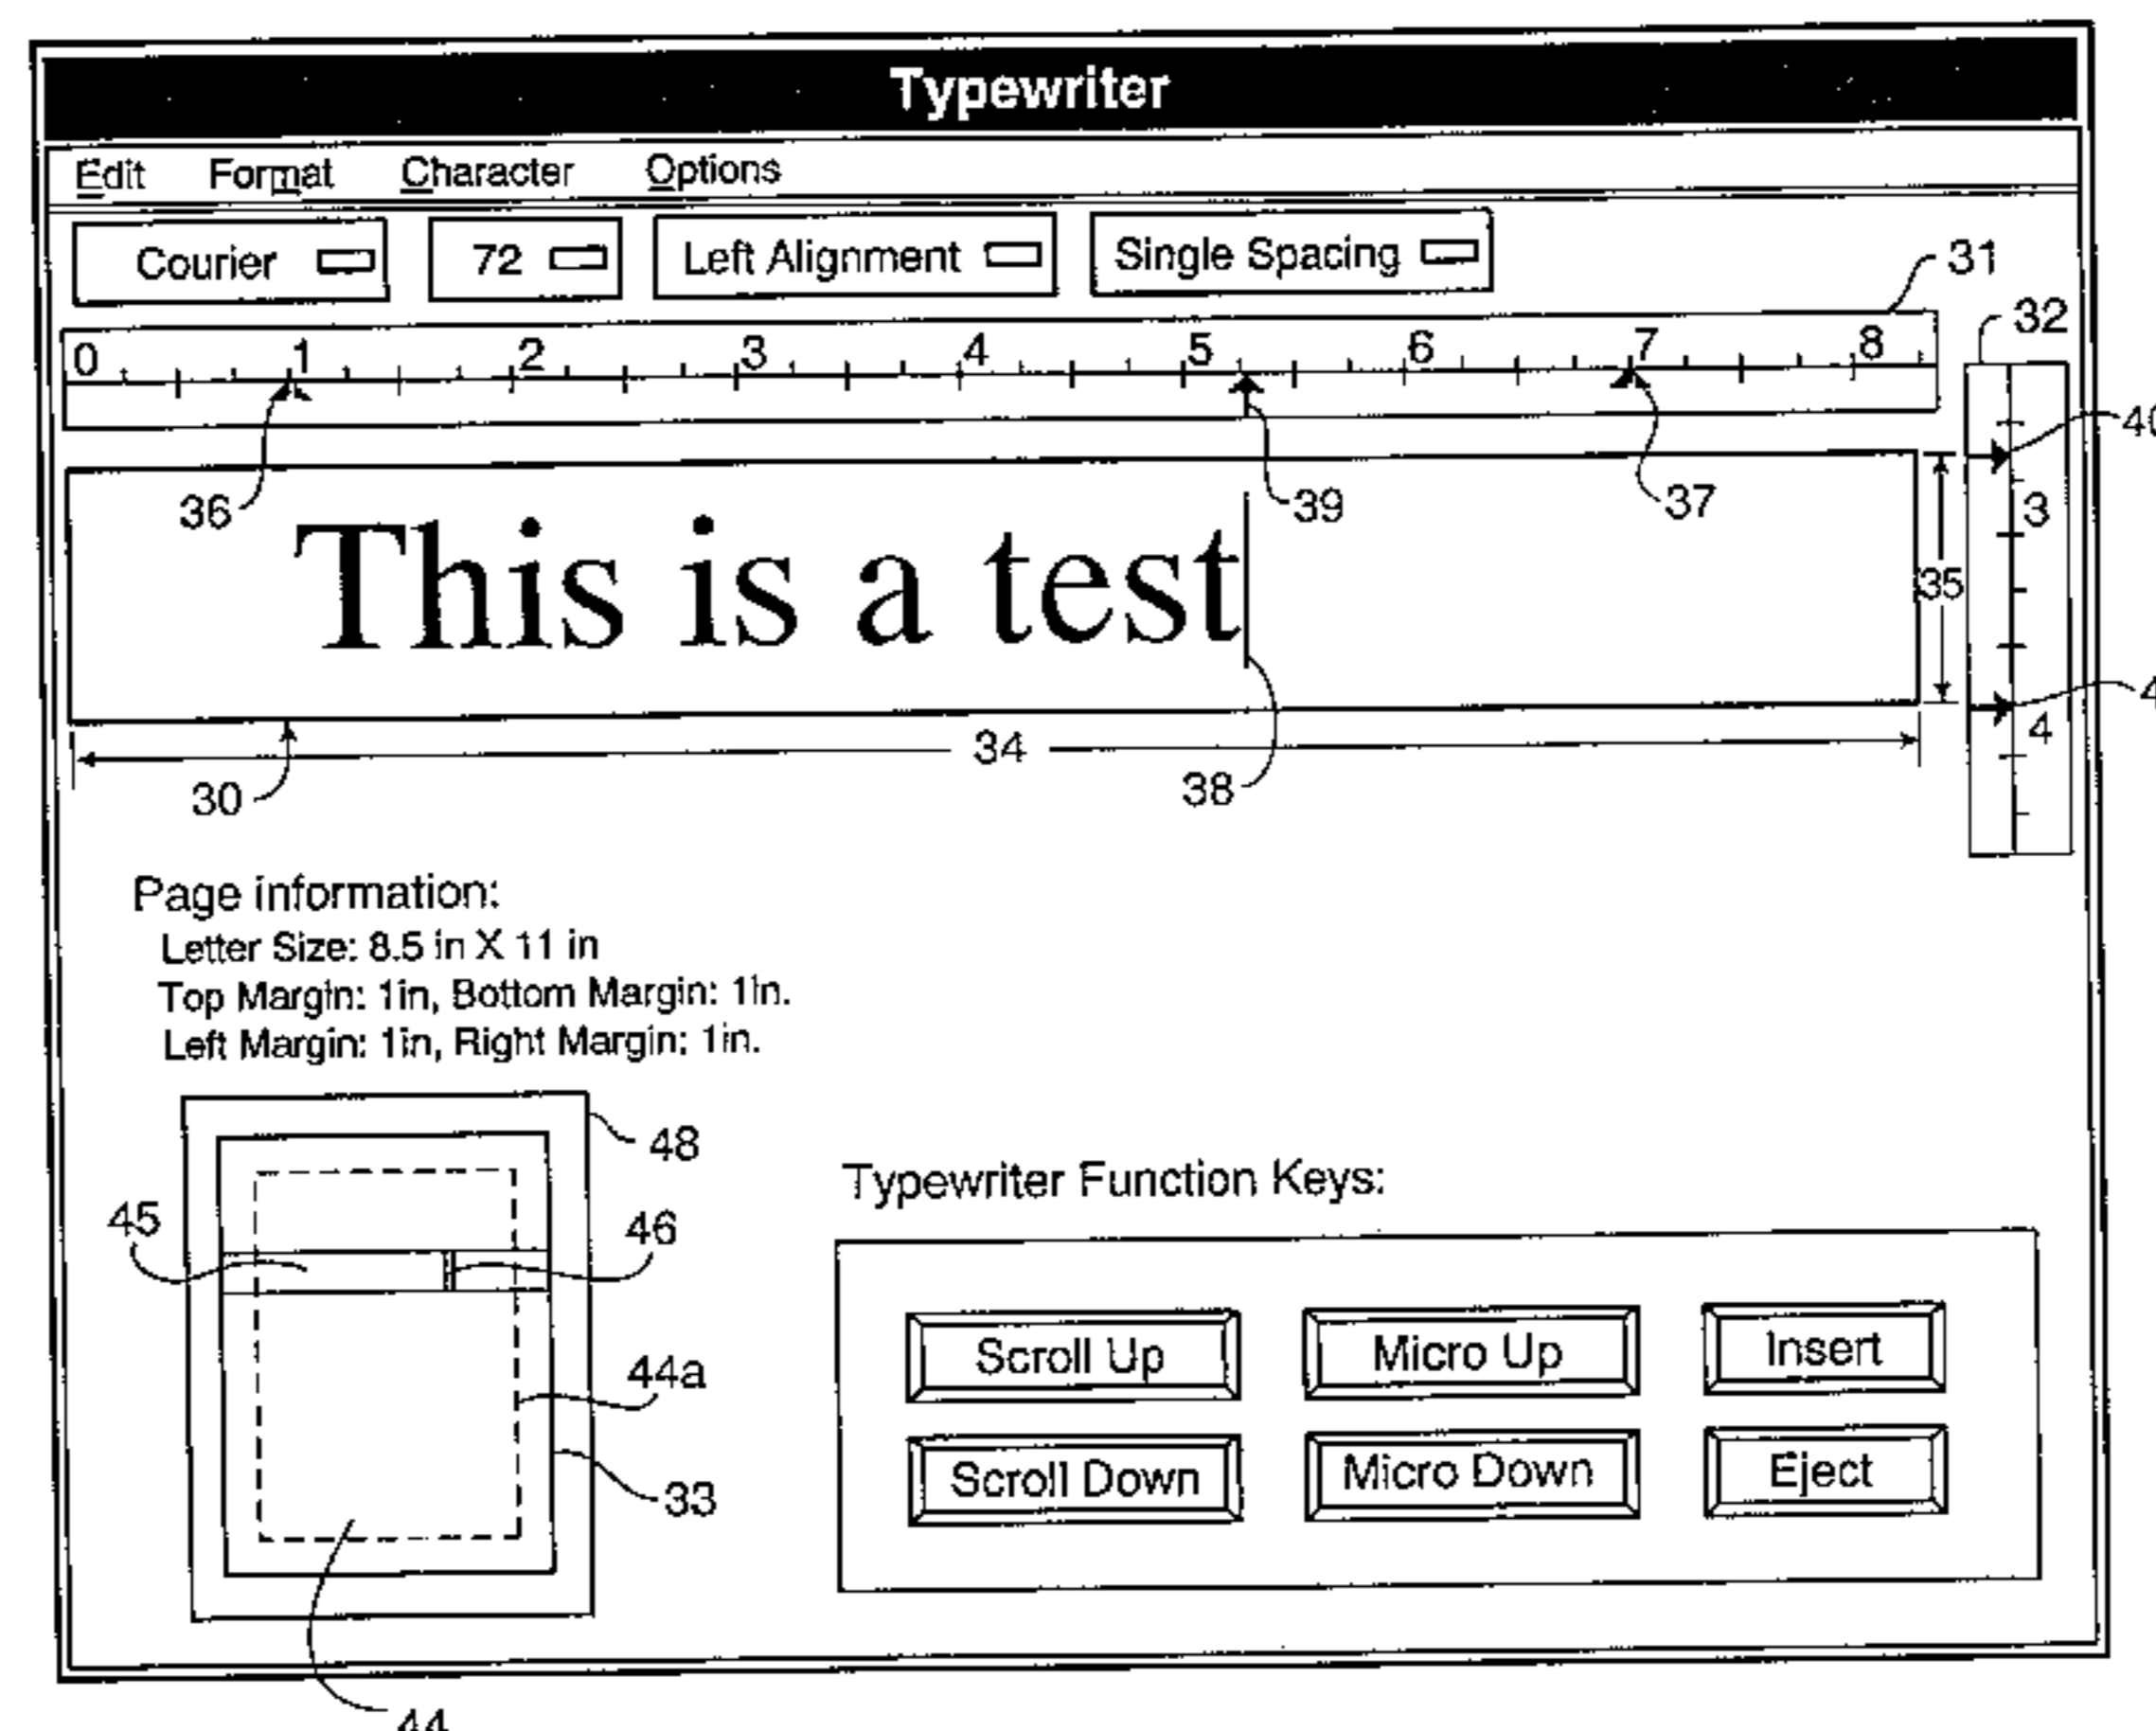 Typewriter
Edit Format Character Options
Courier 72 Left Alignment Single Spacing
31
32
0 1 2 3 4 5 6 7 8
40
36 39 37
3
This is a test
35
4
4
34
30 38
Page information:
Letter Size: 8.5 in X 11 in
Top Margin: 1in, Bottom Margin: 1in.
Left Margin: 1in, Right Margin: 1in.
48
Typewriter Function Keys:
45 46
Scroll Up Micro Up Insert
44a
Scroll Down Micro Down Eject
33
44